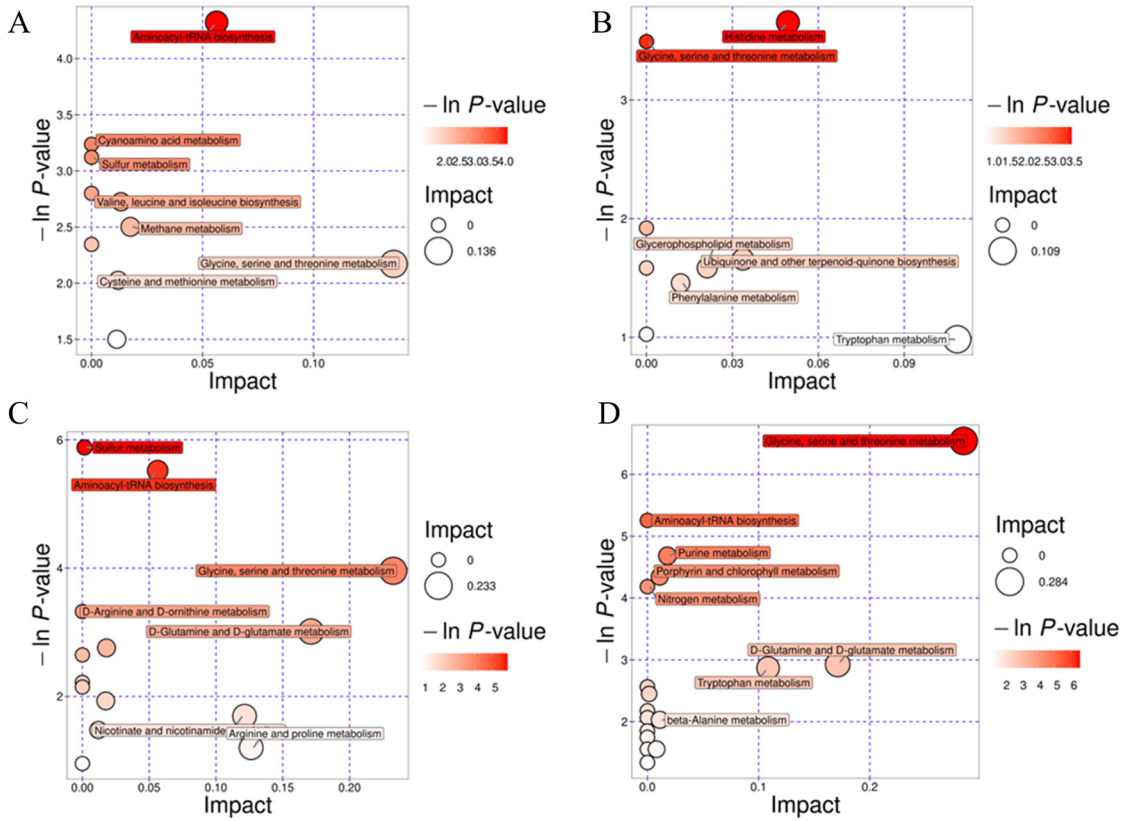 A
Aminoacyl-tRNA biosynthesis
4.0
3.5
Cyanoamino acid metabolism
Sulfur metabolism
3.0
Valine, leucine and isoleucine biosynthesis
Methane metabolism
2.5
Glycine, serine and threonine metabolism
Cysteine and methionine metabolism
2.0
1.5
− ln P-value
0.00 0.05 0.10
Impact
− ln P-value
2.02.53.03.54.0
Impact
0
0.136
B
Histidine metabolism
Glycine, serine and threonine metabolism
3
2
Glycerophospholipid metabolism
Ubiquinone and other terpenoid-quinone biosynthesis
Phenylalanine metabolism
Tryptophan metabolism
1
− ln P-value
0.00 0.03 0.06 0.09
Impact
− ln P-value
1.01.52.02.53.03.5
Impact
0
0.109
C
6
Sulfur metabolism
Aminoacyl-tRNA biosynthesis
4
Glycine, serine and threonine metabolism
D-Arginine and D-ornithine metabolism
D-Glutamine and D-glutamate metabolism
2
Nicotinate and nicotinamide
Arginine and proline metabolism
− ln P-value
0.00 0.05 0.10 0.15 0.20
Impact
Impact
0
0.233
− ln P-value
1 2 3 4 5
D
Glycine, serine and threonine metabolism
6
Aminoacyl-tRNA biosynthesis
5
Purine metabolism
Porphyrin and chlorophyll metabolism
4
Nitrogen metabolism
D-Glutamine and D-glutamate metabolism
3
Tryptophan metabolism
beta-Alanine metabolism
2
− ln P-value
0.0 0.1 0.2
Impact
Impact
0
0.284
− ln P-value
2 3 4 5 6